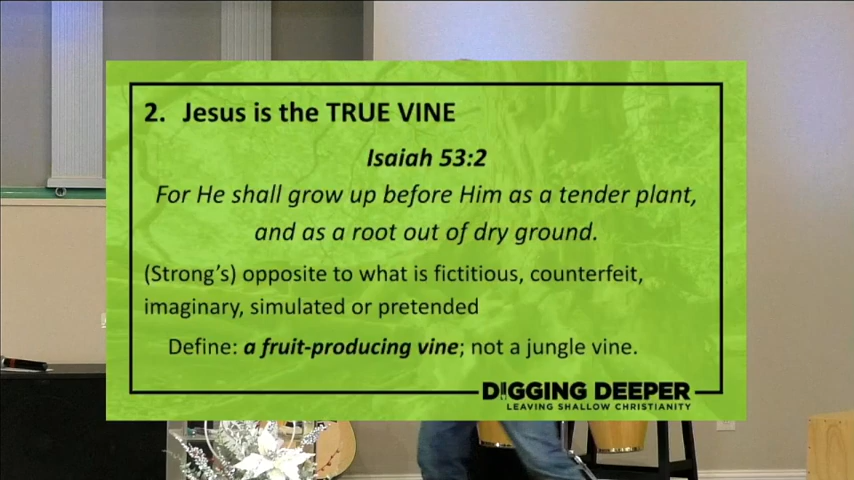 2. Jesus is the TRUE VINE
Isaiah 53:2
For He shall grow up before Him as a tender plant,
and as a root out of dry ground.
(Strong's) opposite to what is fictitious, counterfeit,
imaginary, simulated or pretended
Define: a fruit-producing vine; not a jungle vine.
DIGGING DEEPER
LEAVING SHALLOW CHRISTIANITY